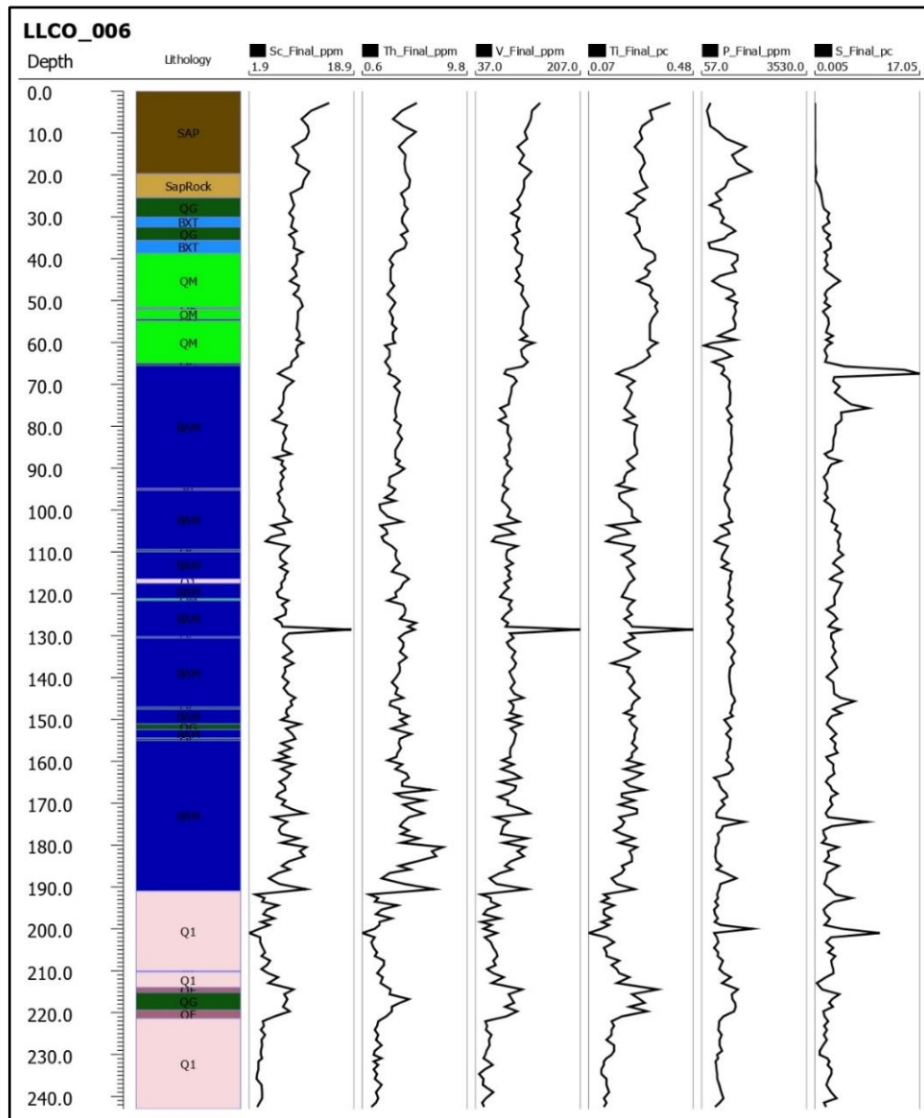 LLCO_006
Depth Lithology Sc_Final_ppm Th_Final_ppm V_Final_ppm Ti_Final_pc P_Final_ppm S_Final_pc
1.9 18.9 0.6 9.8 37.0 207.0 0.07 0.48 57.0 3530.0 0.005 17.05
0.0
10.0 SAP
20.0
SapRock
QG
30.0
BXT
QG
BXT
40.0
QM
50.0
QM
60.0
QM
70.0
80.0
90.0
100.0
110.0
Q1
120.0
130.0
140.0
150.0
QG
160.0
170.0
180.0
190.0
200.0 Q1
210.0
Q1
QG
220.0
230.0
Q1
240.0